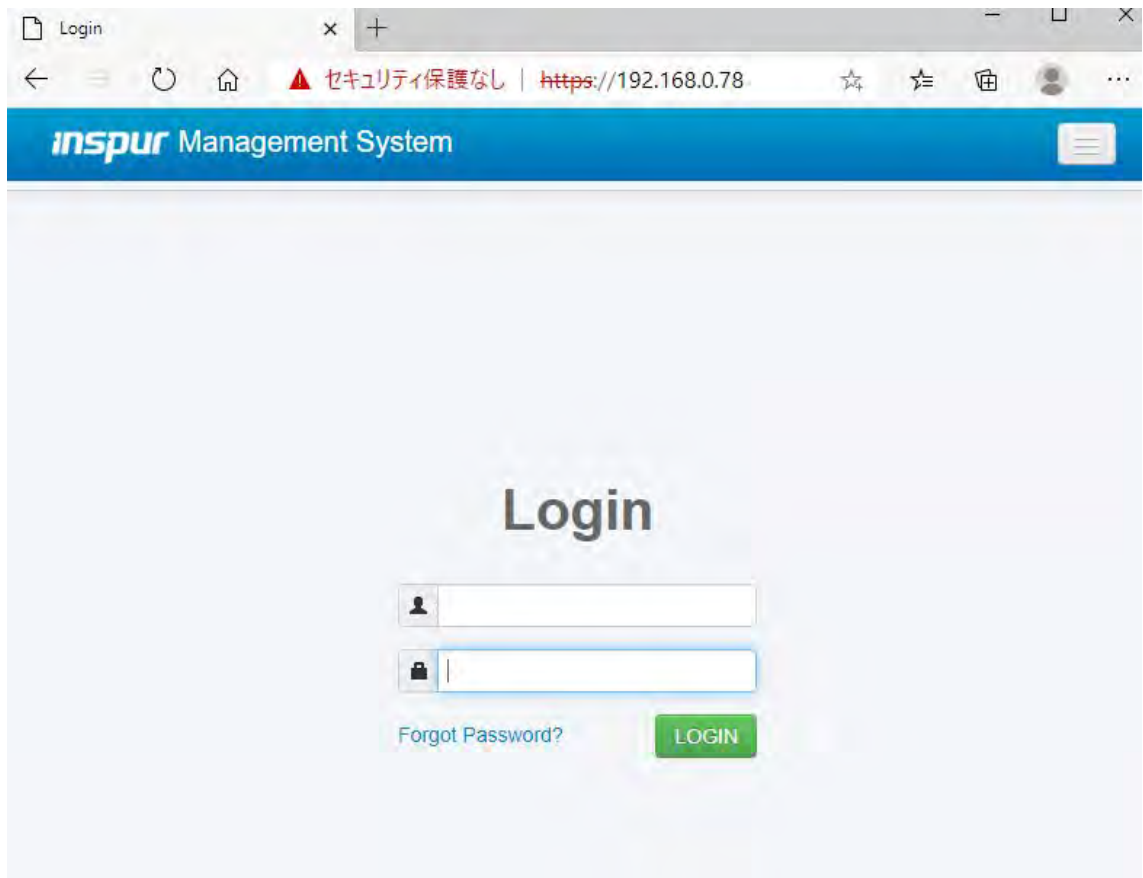 Login
セキュリティ保護なし | https://192.168.0.78
inspur Management System
Login
Forgot Password? LOGIN